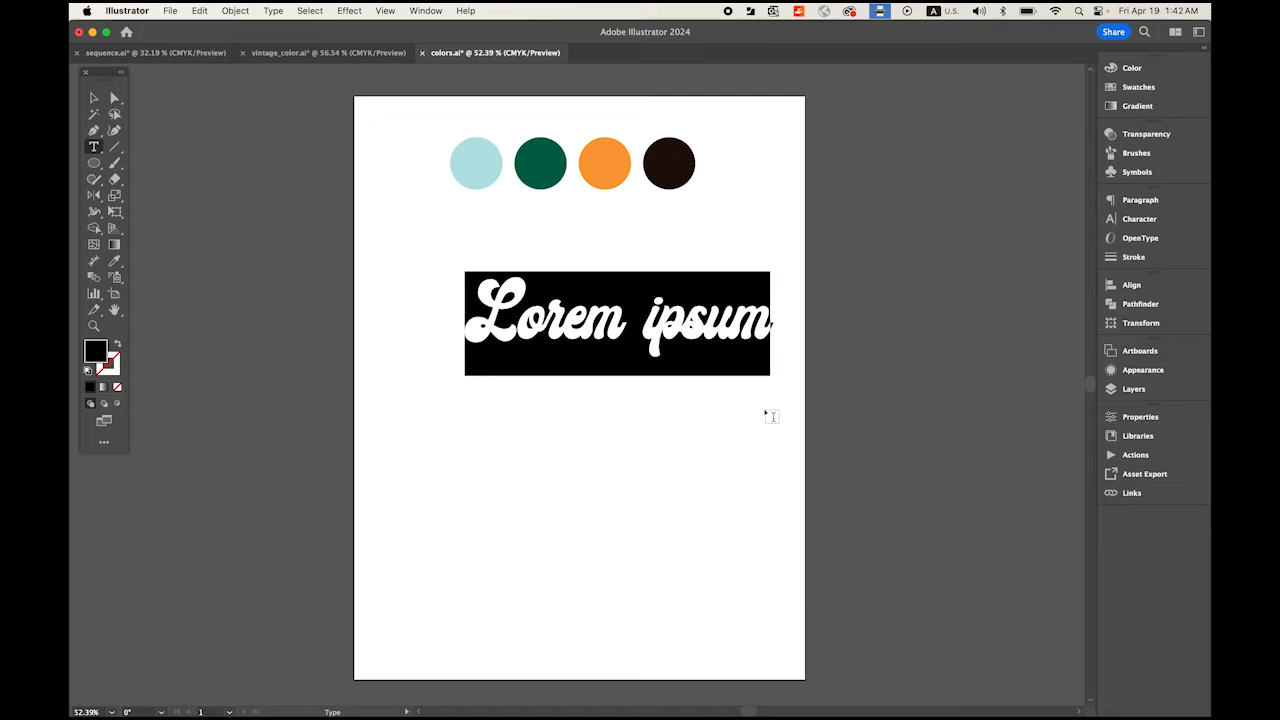 Illustrator File Edit Object Type Select Effect View Window Help U.S. Fri Apr 19 1:42 AM
Adobe Illustrator 2024
Share
sequence.ai* @ 32.19 % (CMYK/Preview)
vintage_color.ai* @ 56.54 % (CMYK/Preview)
colors.ai* @ 52.39 % (CMYK/Preview)
Color
Swatches
Gradient
Transparency
Brushes
Symbols
Paragraph
Character
OpenType
Stroke
Align
Pathfinder
Transform
Artboards
Appearance
Layers
Properties
Libraries
Actions
Asset Export
Links
Lorem ipsum
52.39% 0° 1 Type